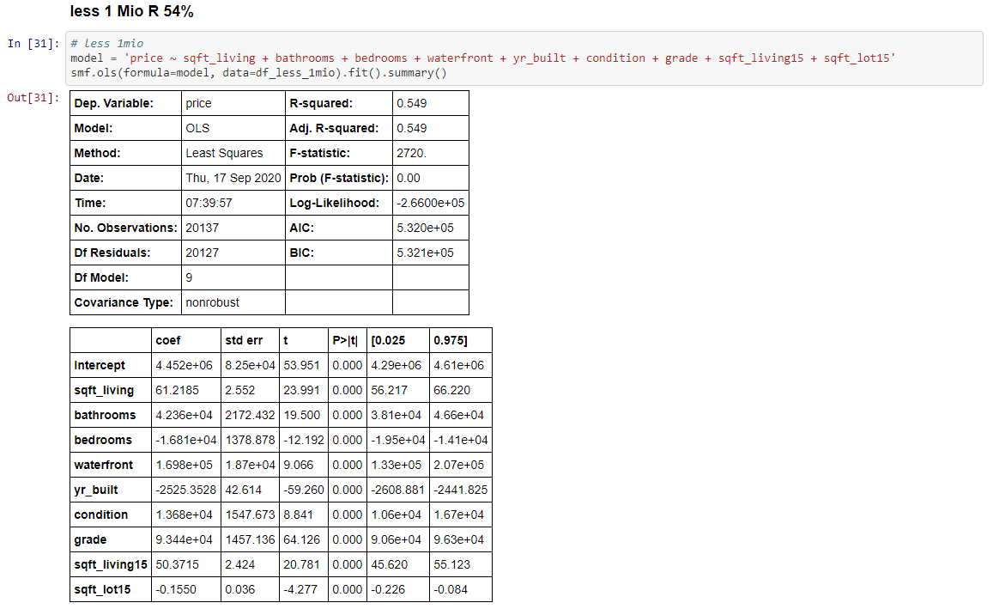 less 1 Mio R 54%
In [31]: # less 1mio
model = 'price ~ sqft_living + bathrooms + bedrooms + waterfront + yr_built + condition + grade + sqft_living15 + sqft_lot15'
smf.ols(formula=model, data=df_less_1mio).fit().summary()
Out[31]:
Dep. Variable: price R-squared: 0.549
Model: OLS Adj. R-squared: 0.549
Method: Least Squares F-statistic: 2720.
Date: Thu, 17 Sep 2020 Prob (F-statistic): 0.00
Time: 07:39:57 Log-Likelihood: -2.6600e+05
No. Observations: 20137 AIC: 5.320e+05
Df Residuals: 20127 BIC: 5.321e+05
Df Model: 9
Covariance Type: nonrobust
coef std err t P>|t| [0.025 0.975]
Intercept 4.452e+06 8.25e+04 53.951 0.000 4.29e+06 4.61e+06
sqft_living 61.2185 2.552 23.991 0.000 56.217 66.220
bathrooms 4.236e+04 2172.432 19.500 0.000 3.81e+04 4.66e+04
bedrooms -1.681e+04 1378.878 -12.192 0.000 -1.95e+04 -1.41e+04
waterfront 1.698e+05 1.87e+04 9.066 0.000 1.33e+05 2.07e+05
yr_built -2525.3528 42.614 -59.260 0.000 -2608.881 -2441.825
condition 1.368e+04 1547.673 8.841 0.000 1.06e+04 1.67e+04
grade 9.344e+04 1457.136 64.126 0.000 9.06e+04 9.63e+04
sqft_living15 50.3715 2.424 20.781 0.000 45.620 55.123
sqft_lot15 -0.1550 0.036 -4.277 0.000 -0.226 -0.084